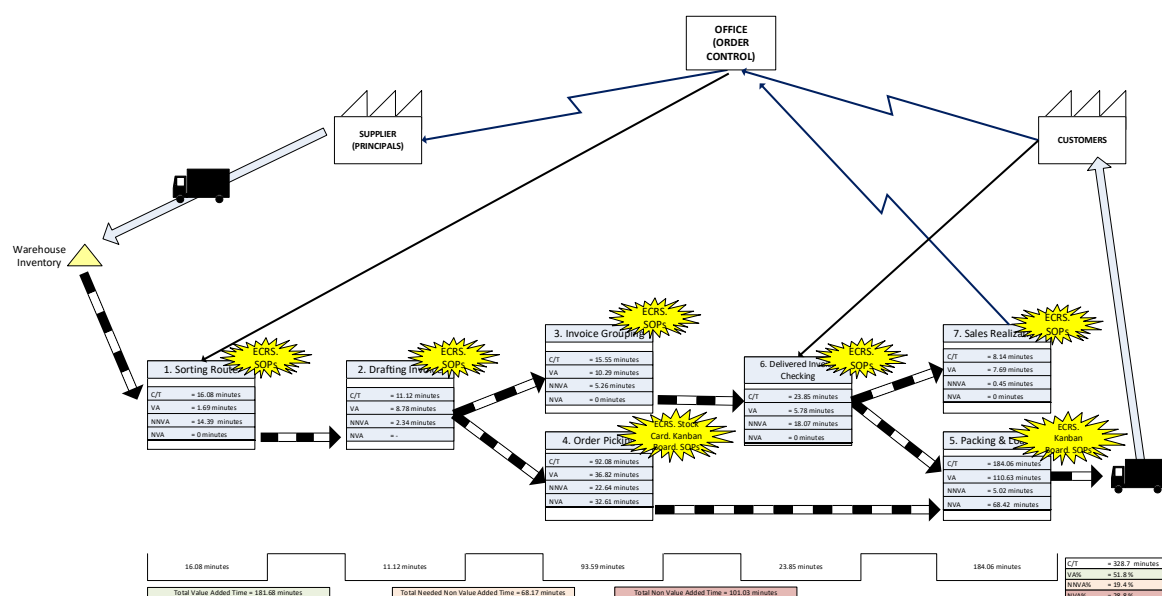 OFFICE
(ORDER
CONTROL)
SUPPLIER
(PRINCIPALS)
CUSTOMERS
Warehouse
Inventory
ECRS.
SOPs
1. Sorting Route
C/T = 16.08 minutes
VA = 1.69 minutes
NNVA = 14.39 minutes
NVA = 0 minutes
ECRS.
SOPs
2. Drafting
C/T = 11.12 minutes
VA = 8.78 minutes
NNVA = 2.34 minutes
NVA = -
ECRS.
SOPs
3. Invoice Grouping
C/T = 15.55 minutes
VA = 10.29 minutes
NNVA = 5.26 minutes
NVA = 0 minutes
ECRS. Stock
Card. Kanban
Board. SOPs
4. Order
C/T = 92.08 minutes
VA = 36.82 minutes
NNVA = 22.64 minutes
NVA = 32.61 minutes
ECRS.
SOPs
6. Delivered
Checking
C/T = 23.85 minutes
VA = 5.78 minutes
NNVA = 18.07 minutes
NVA = 0 minutes
ECRS.
SOPs
7. Sales
C/T = 8.14 minutes
VA = 7.69 minutes
NNVA = 0.45 minutes
NVA = 0 minutes
ECRS.
Kanban
Board. SOPs
5. Packing &
C/T = 184.06 minutes
VA = 110.63 minutes
NNVA = 5.02 minutes
NVA = 68.42 minutes
16.08 minutes
11.12 minutes
93.59 minutes
23.85 minutes
184.06 minutes
Total Value Added Time = 181.68 minutes
Total Needed Non Value Added Time = 68.17 minutes
Total Non Value Added Time = 101.03 minutes
C/T = 328.7 minutes
VA% = 51.8 %
NNVA% = 19.4 %
NVA% = 28.8 %